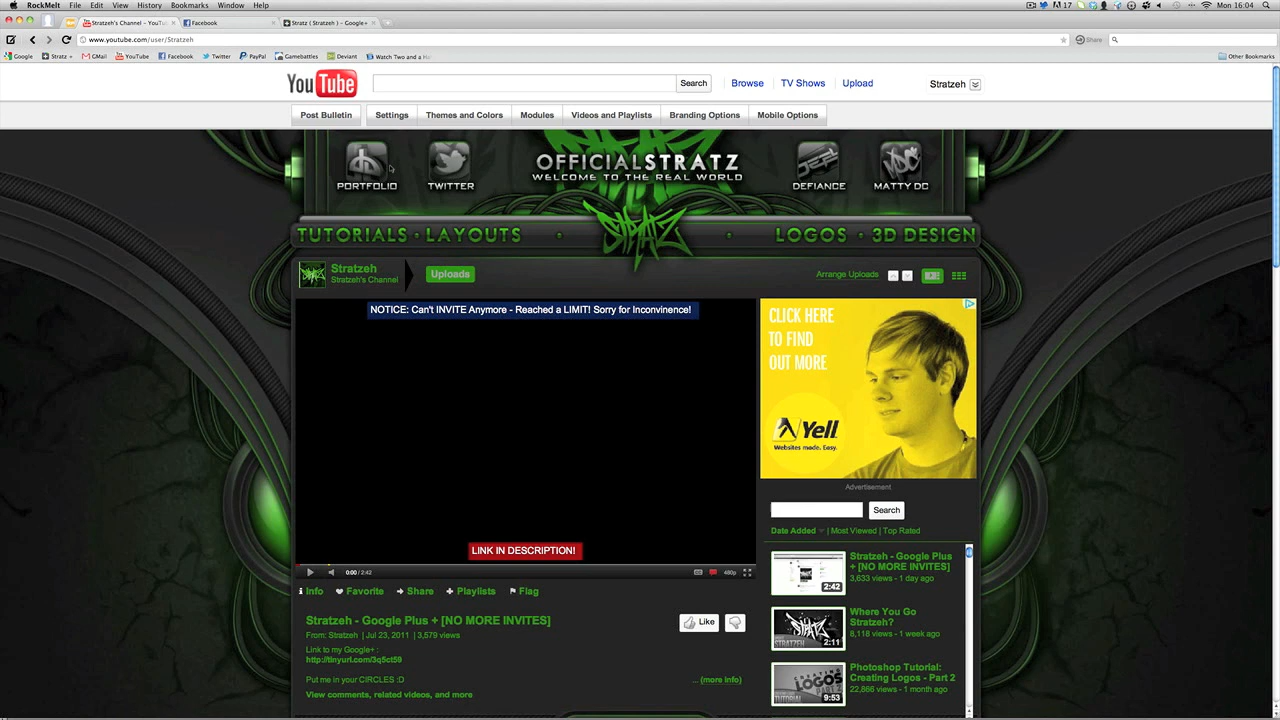 RockMelt File Edit View History Bookmarks Window Help 17 Mon 16:04
Stratzeh's Channel - YouTu Facebook Stratz ( Stratzeh ) - Google+
www.youtube.com/user/Stratzeh Share
Google Stratz + GMail YouTube Facebook Twitter PayPal Gamebattles Deviant Watch Two and a Ha Other Bookmarks
YouTube Search Browse TV Shows Upload Stratzeh
Post Bulletin Settings Themes and Colors Modules Videos and Playlists Branding Options Mobile Options
OFFICIALSTRATZ
WELCOME TO THE REAL WORLD
PORTFOLIO TWITTER DEFIANCE MATTY DC
TUTORIALS • LAYOUTS • STRATZ • LOGOS • 3D DESIGN
Stratzeh
Stratzeh's Channel
Uploads Arrange Uploads
NOTICE: Can't INVITE Anymore - Reached a LIMIT! Sorry for Inconvinence!
LINK IN DESCRIPTION!
0:00 / 2:42 480p
CLICK HERE
TO FIND
OUT MORE
Yell
Websites made. Easy.
Advertisement
Search
Date Added | Most Viewed | Top Rated
Info Favorite Share Playlists Flag
Stratzeh - Google Plus + [NO MORE INVITES]
Like
From: Stratzeh | Jul 23, 2011 | 3,579 views
Link to my Google+ :
http://tinyurl.com/3q5ct59
Put me in your CIRCLES :D
... (more info)
View comments, related videos, and more
2:42
Stratzeh - Google Plus
+ [NO MORE INVITES]
3,633 views - 1 day ago
STRATZEH
2:11
Where You Go
Stratzeh?
8,118 views - 1 week ago
LOGOS
TUTORIAL
9:53
Photoshop Tutorial:
Creating Logos - Part 2
22,866 views - 1 month ago